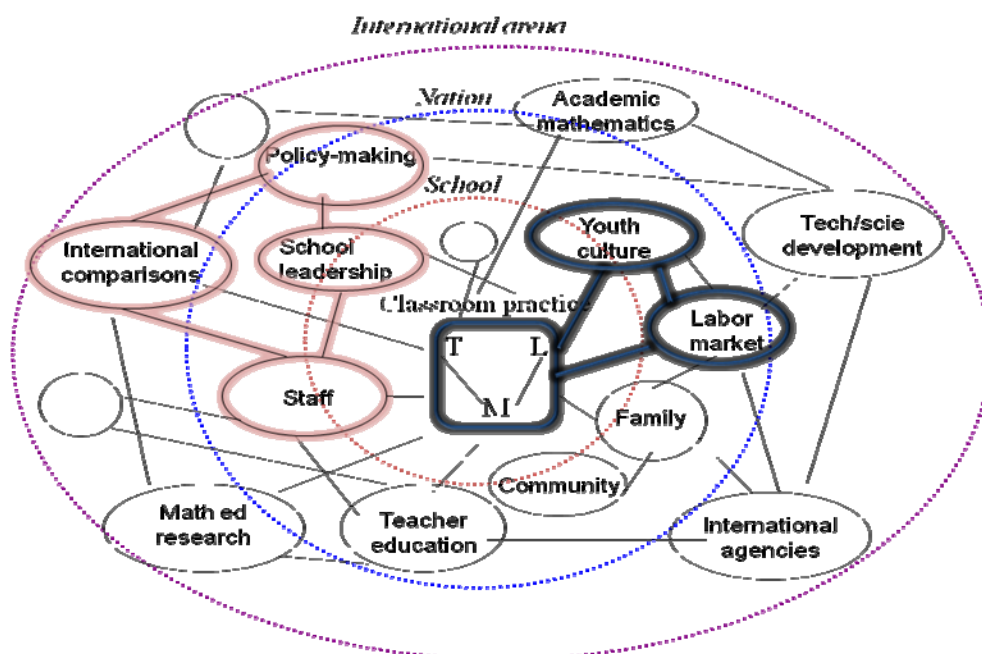 International arena
Nation
Academic
mathematics
Policy-making
School
International
comparisons
School
leadership
Youth
culture
Tech/scie
development
Classroom practice
T L
M
Labor
market
Staff
Family
Community
Math ed
research
Teacher
education
International
agencies